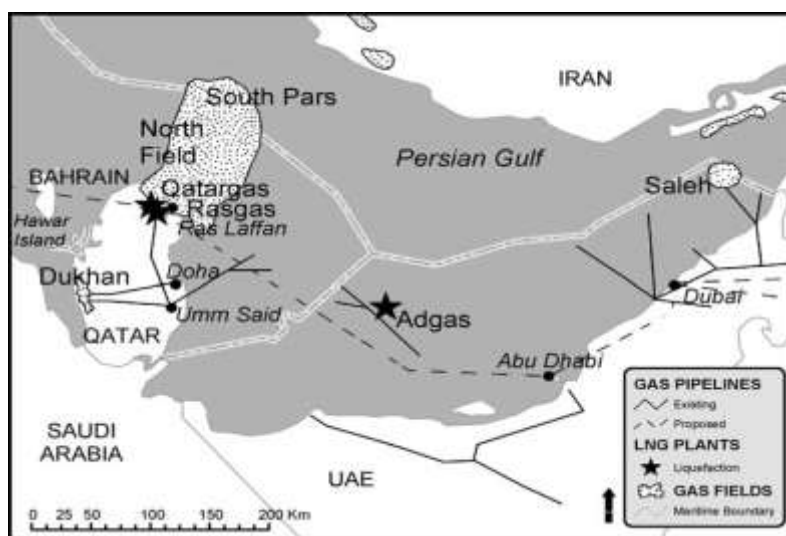 IRAN
South Pars
North
Field
Persian Gulf
BAHRAIN
Qatargas
Rasgas
Ras Laffan
Saleh
Hawar
Island
Dukhan
Doha
Umm Said
QATAR
Adgas
Dubai
Abu Dhabi
SAUDI
ARABIA
UAE
GAS PIPELINES
Existing
Proposed
LNG PLANTS
Liquefaction
GAS FIELDS
Maritime Boundary
0 25 50 100 150 200 Km